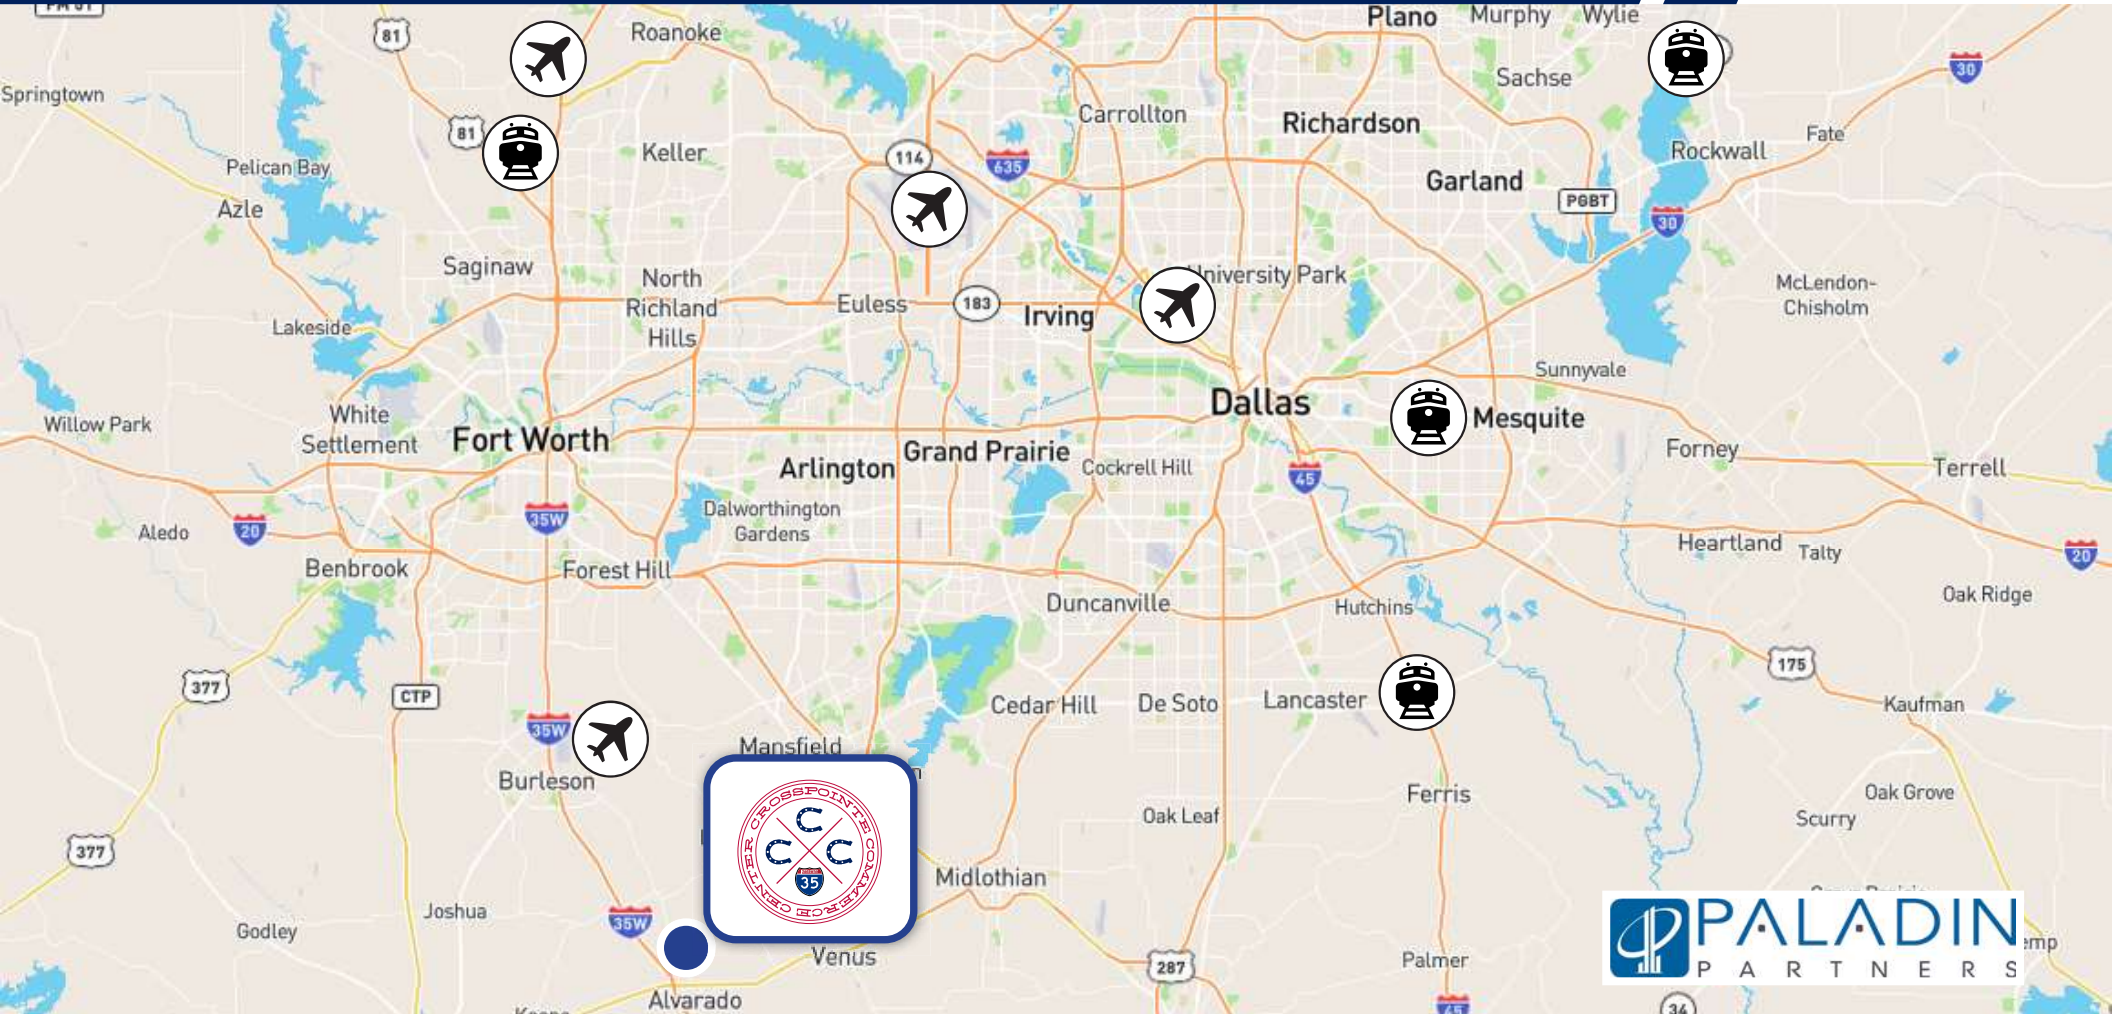 81
Roanoke
Plano
Murphy
Wylie
30
Springtown
Sachse
Carrollton
Richardson
81
Keller
114
635
Fate
Rockwall
Pelican Bay
Garland
Azle
PGBT
30
Saginaw
North
Richland
Hills
University Park
McLendon-
Chisholm
Euless
183
Irving
Lakeside
Sunnyvale
Dallas
White
Settlement
Willow Park
Fort Worth
Mesquite
Arlington
Grand Prairie
Cockrell Hill
Forney
Terrell
45
Dalworthington
Gardens
35W
20
Aledo
Heartland
Talty
20
Benbrook
Forest Hill
Oak Ridge
Duncanville
Hutchins
175
377
CTP
Cedar Hill
De Soto
Lancaster
Kaufman
35W
Mansfield
Burleson
Ferris
Oak Grove
Oak Leaf
Scurry
CROSSPOINTE COMMERCE CENTER
35
377
Midlothian
Joshua
Godley
35W
Venus
287
Palmer
PALADIN
PARTNERS
Alvarado
45
34